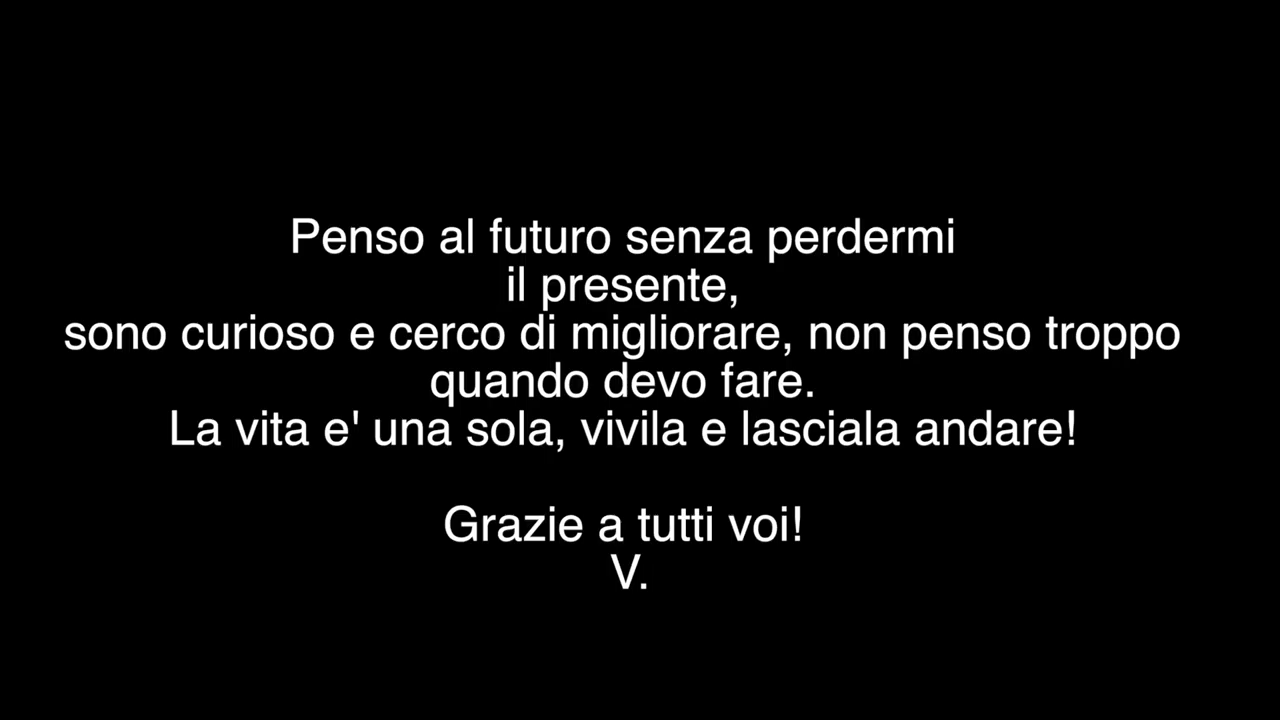 Penso al futuro senza perdermi
il presente,
sono curioso e cerco di migliorare, non penso troppo
quando devo fare.
La vita e' una sola, vivila e lasciala andare!
Grazie a tutti voi!
V.